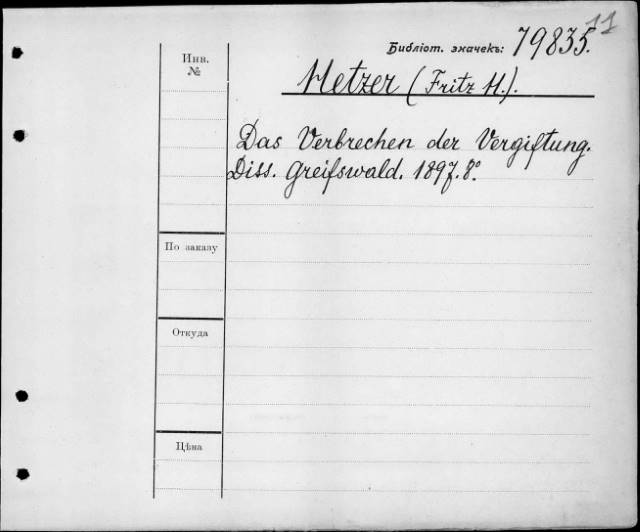 11
Библіот. значекъ: 79835.
Инв.
№
Metzer (Fritz M.).
Das Verbrechen der Vergiftung.
Diss. Greifswald. 1897. 8°.
По заказу
Откуда
Цѣна